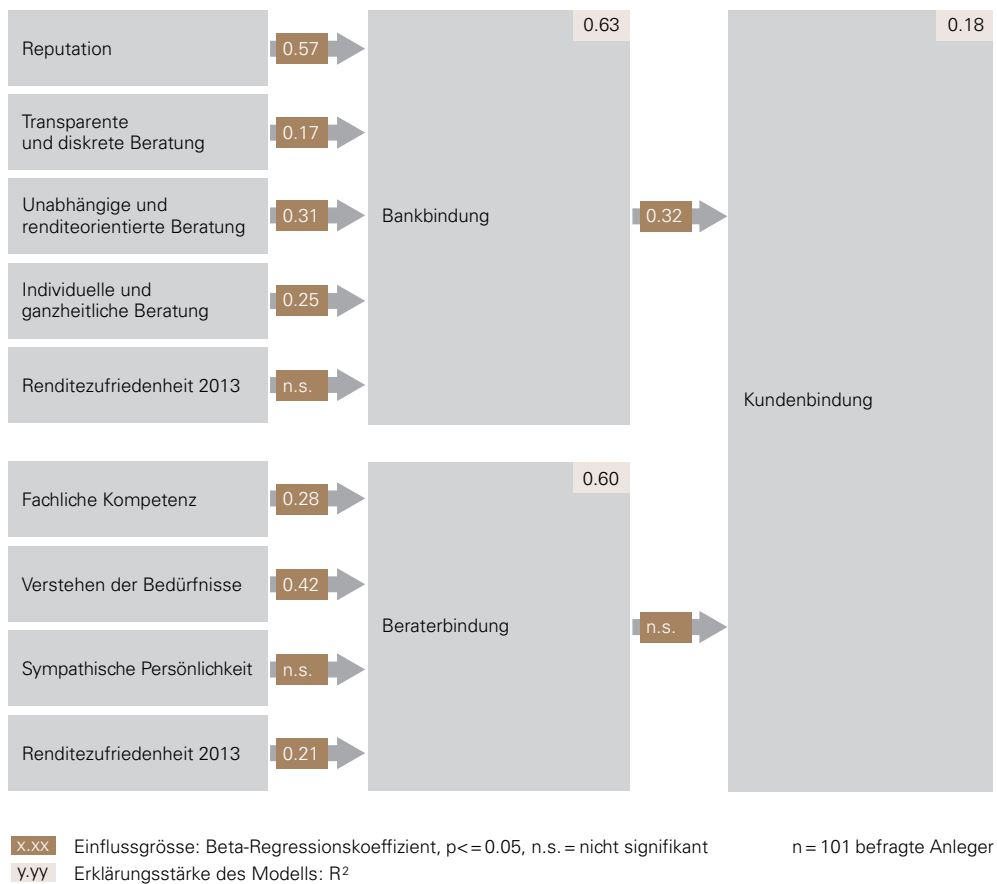 Reputation
0.57
Transparente
und diskrete Beratung
0.17
Unabhängige und
renditeorientierte Beratung
0.31
Individuelle und
ganzheitliche Beratung
0.25
Renditezufriedenheit 2013
n.s.
Bankbindung
0.63
0.32
Fachliche Kompetenz
0.28
Verstehen der Bedürfnisse
0.42
Sympathische Persönlichkeit
n.s.
Renditezufriedenheit 2013
0.21
Beraterbindung
0.60
n.s.
Kundenbindung
0.18
x.xx Einflussgrösse: Beta-Regressionskoeffizient, p<=0.05, n.s. = nicht signifikant
n = 101 befragte Anleger
y.yy Erklärungsstärke des Modells: R²